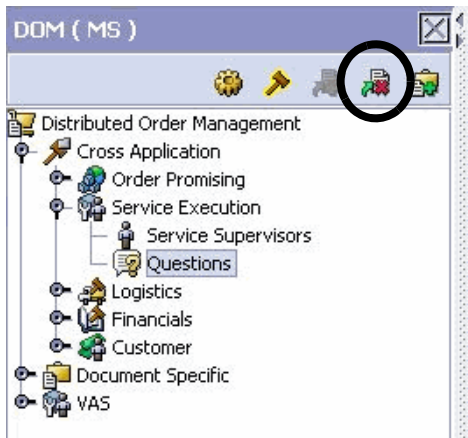 DOM ( MS )
Distributed Order Management
Cross Application
Order Promising
Service Execution
Service Supervisors
Questions
Logistics
Financials
Customer
Document Specific
VAS